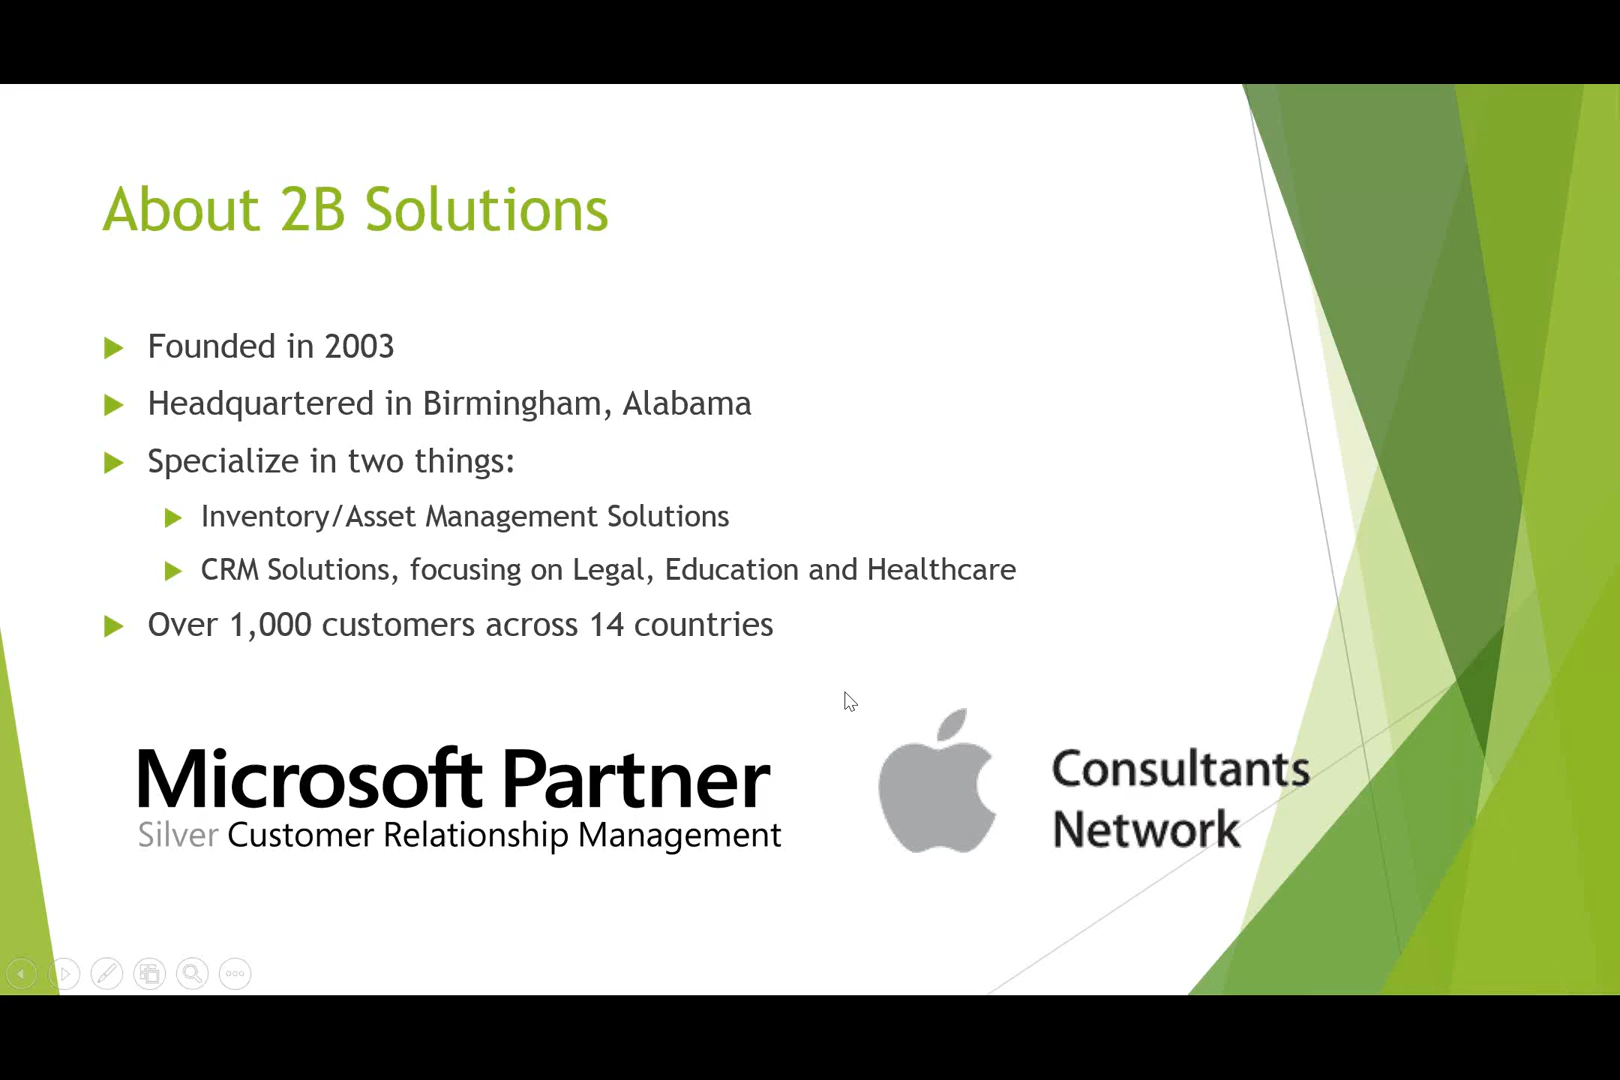 About 2B Solutions
Founded in 2003
Headquartered in Birmingham, Alabama
Specialize in two things:
Inventory/Asset Management Solutions
CRM Solutions, focusing on Legal, Education and Healthcare
Over 1,000 customers across 14 countries
Microsoft Partner
Silver Customer Relationship Management
Consultants
Network